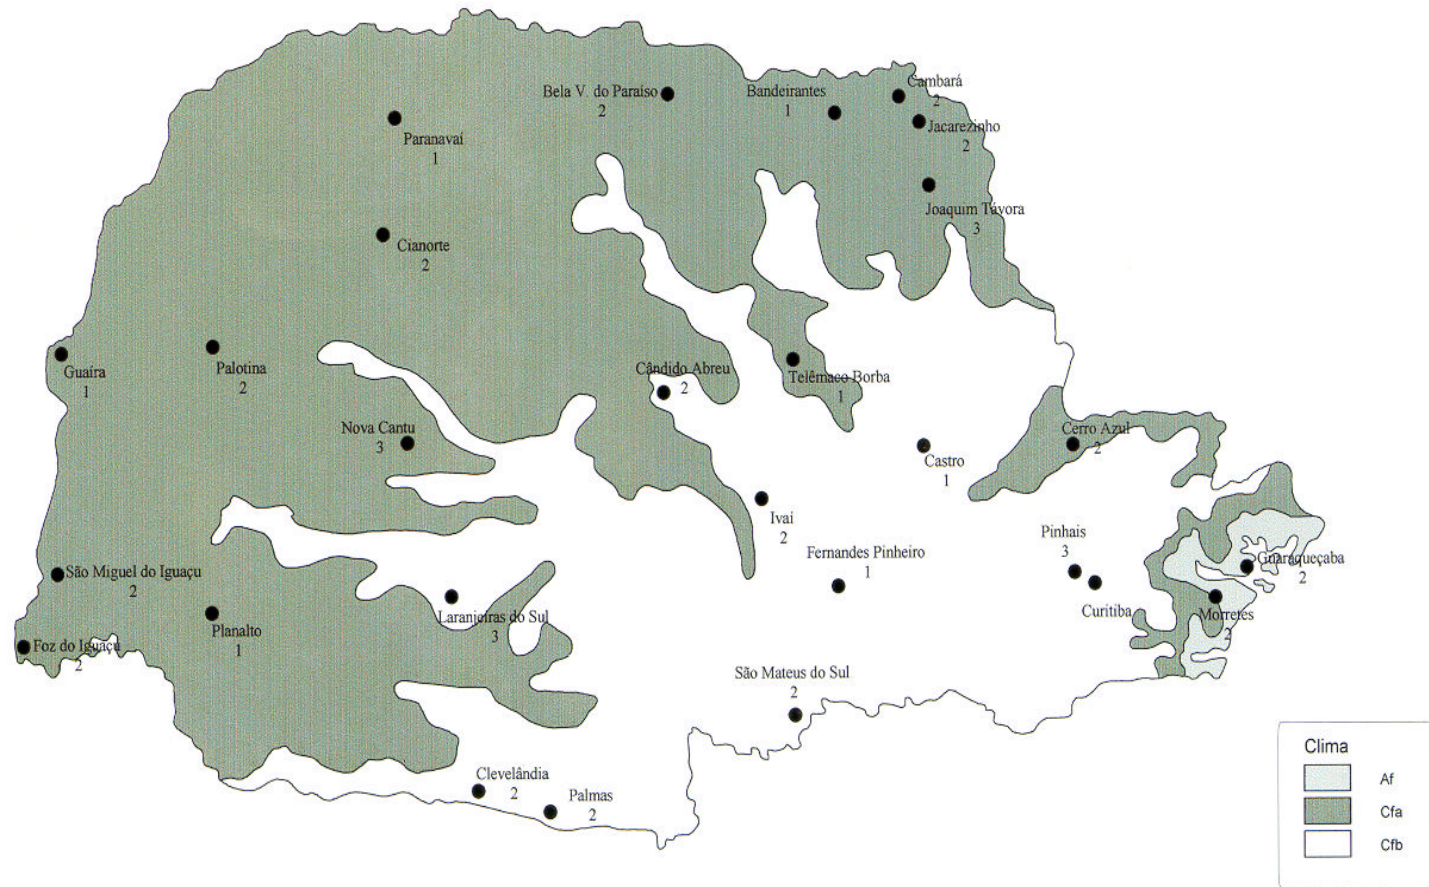 Cambará
2
Bela V. do Paraíso
2
Bandeirantes
1
Jacarezinho
2
Paranavaí
1
Joaquim Távora
3
Cianorte
2
Guaíra
1
Palotina
2
Cândido Abreu
2
Telêmaco Borba
1
Nova Cantu
3
Cerro Azul
2
Castro
1
Ivaí
2
Pinhais
3
Fernandes Pinheiro
1
Guaraqueçaba
2
São Miguel do Iguaçu
2
Curitiba
Laranjeiras do Sul
3
Morretes
2
Planalto
1
Foz do Iguaçu
2
São Mateus do Sul
2
Clevelândia
2
Palmas
2
Clima
Af
Cfa
Cfb